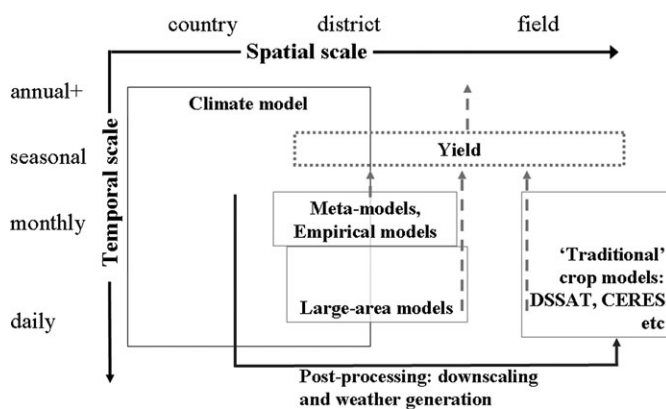 country district field
Spatial scale
annual+
Climate model
Temporal scale
seasonal
Yield
monthly
Meta-models,
Empirical models
‘Traditional’
crop models:
DSSAT, CERES
etc
Large-area models
daily
Post-processing: downscaling
and weather generation